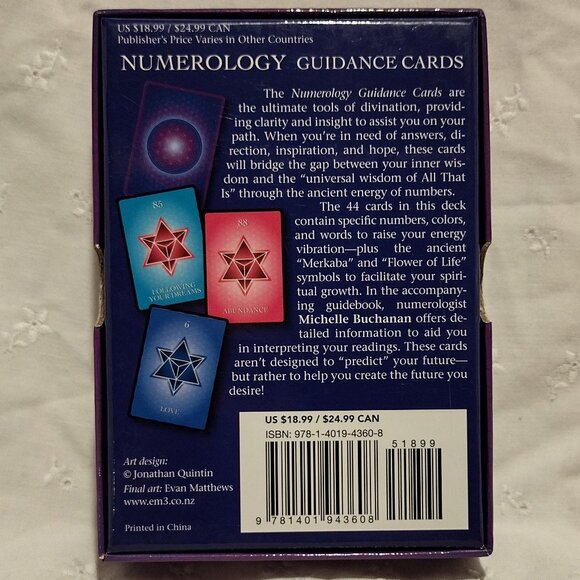 US $18.99 / $24.99 CAN
Publisher's Price Varies in Other Countries
NUMEROLOGY GUIDANCE CARDS
The Numerology Guidance Cards are
the ultimate tools of divination, provid-
ing clarity and insight to assist you on your
path. When you're in need of answers, di-
rection, inspiration, and hope, these cards
will bridge the gap between your inner wis-
dom and the "universal wisdom of All That
Is" through the ancient energy of numbers.
The 44 cards in this deck
contain specific numbers, colors,
and words to raise your energy
vibration—plus the ancient
"Merkaba" and "Flower of Life"
symbols to facilitate your spiri-
tual growth. In the accompany-
ing guidebook, numerologist
Michelle Buchanan offers de-
tailed information to aid you
in interpreting your readings. These cards
aren't designed to "predict" your future—
but rather to help you create the future you
desire!
85
FOLLOWING
YOUR DREAMS
88
ABUNDANCE
6
LOVE
US $18.99 / $24.99 CAN
ISBN: 978-1-4019-4360-8
51899
9 781401 943608
Art design:
© Jonathan Quintin
Final art: Evan Matthews
www.em3.co.nz
Printed in China